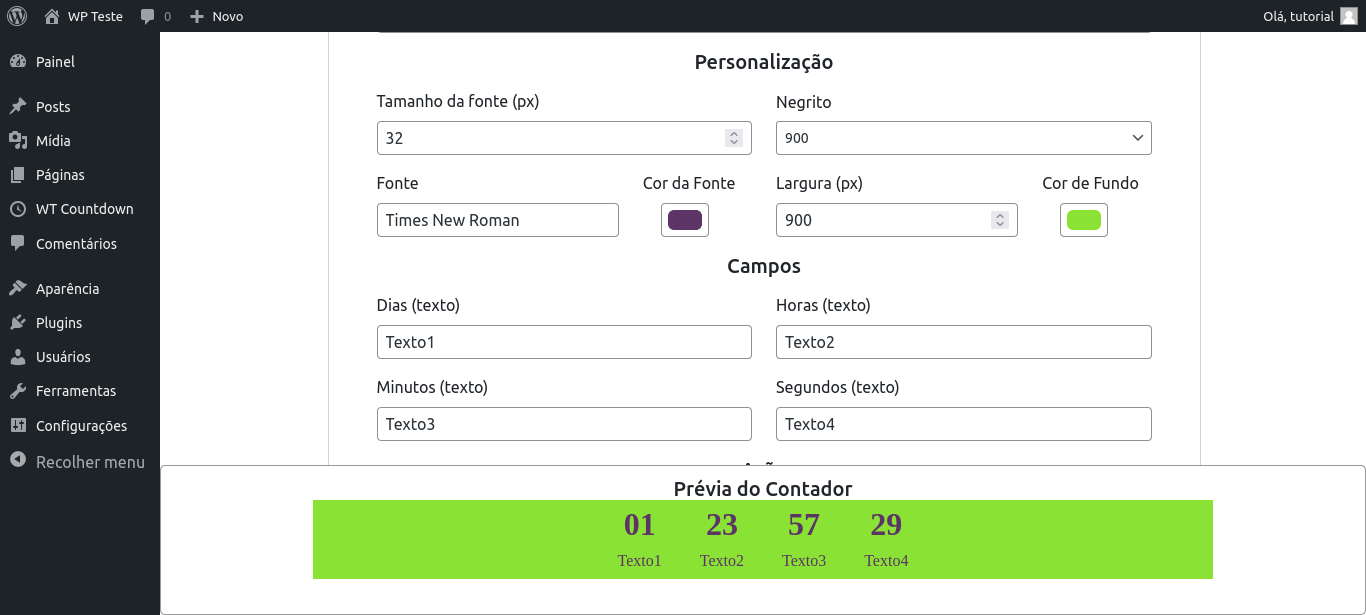 WP Teste 0 Novo Olá, tutorial
Painel
Posts
Mídia
Páginas
WT Countdown
Comentários
Aparência
Plugins
Usuários
Ferramentas
Configurações
Recolher menu
Personalização
Tamanho da fonte (px) Negrito
32 900
Fonte Cor da Fonte Largura (px) Cor de Fundo
Times New Roman 900
Campos
Dias (texto) Horas (texto)
Texto1 Texto2
Minutos (texto) Segundos (texto)
Texto3 Texto4
Prévia do Contador
01 23 57 29
Texto1 Texto2 Texto3 Texto4